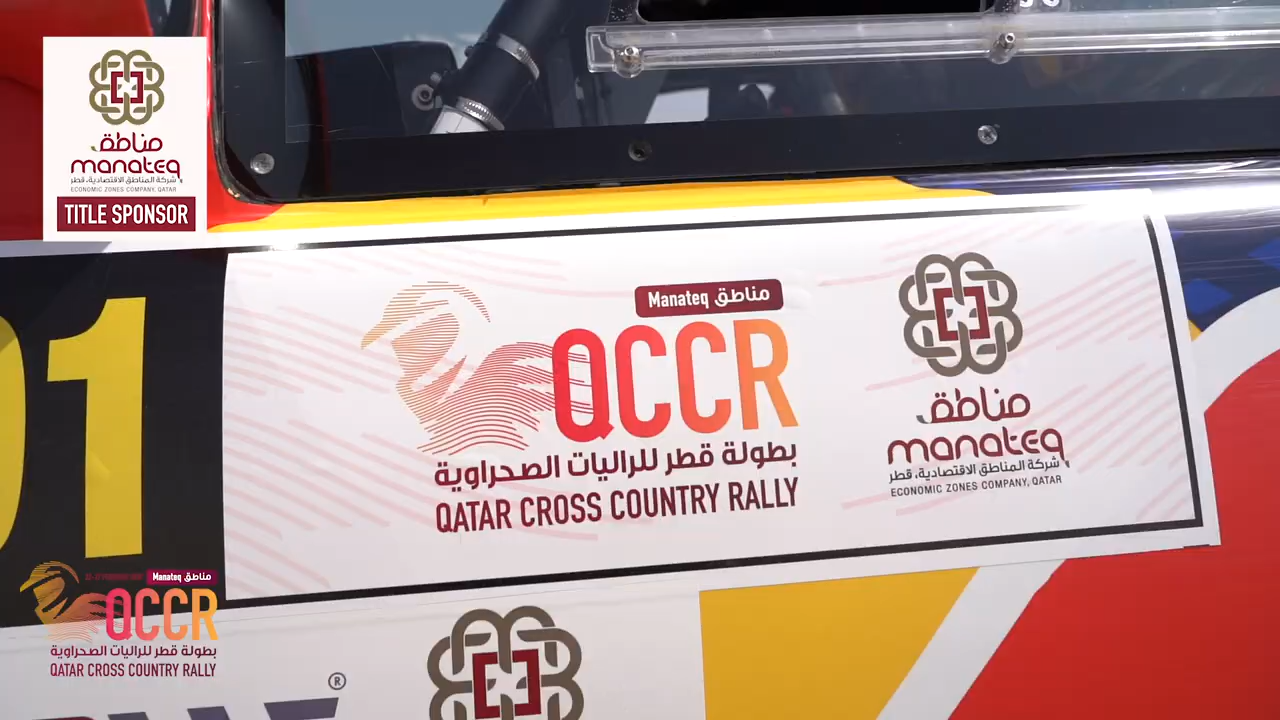 مناطق
manateq
شركة المناطق الاقتصادية، قطر
ECONOMIC ZONES COMPANY, QATAR
TITLE SPONSOR
Manateq مناطق
QCCR
بطولة قطر للراليات الصحراوية
QATAR CROSS COUNTRY RALLY
مناطق
manateq
شركة المناطق الاقتصادية، قطر
ECONOMIC ZONES COMPANY, QATAR
01
Manateq مناطق
QCCR
بطولة قطر للراليات الصحراوية
QATAR CROSS COUNTRY RALLY
®